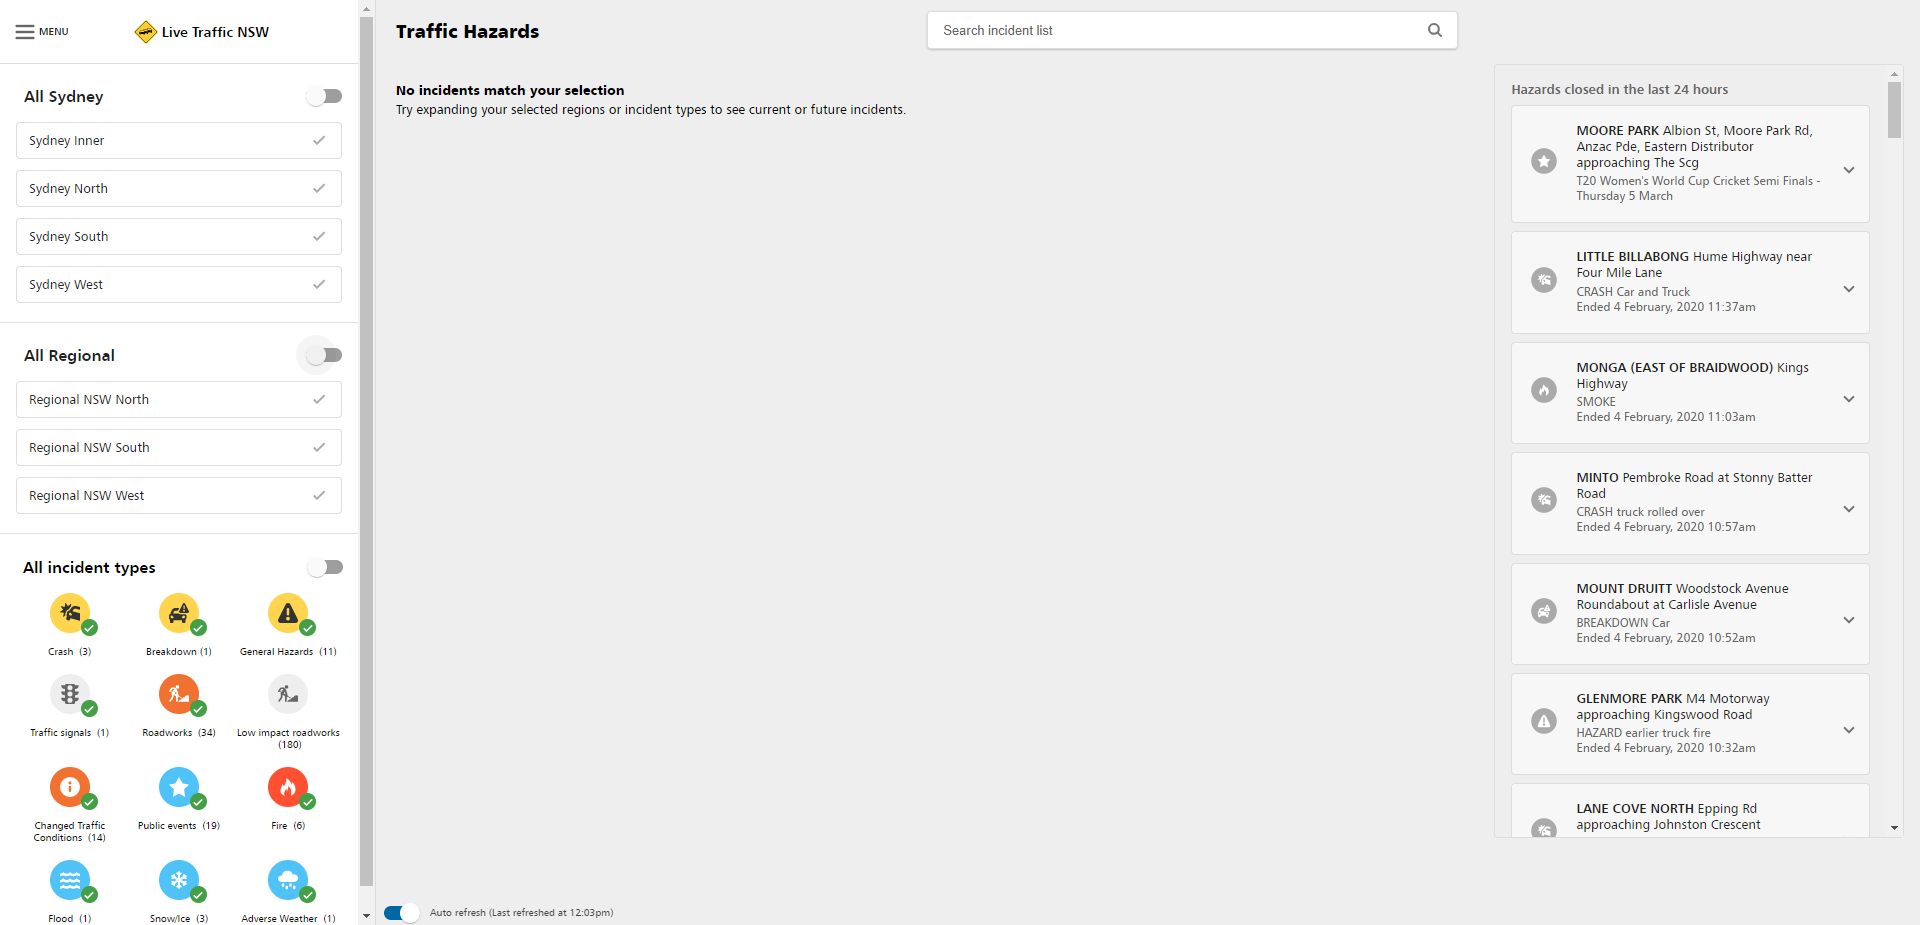 MENU
Live Traffic NSW
All Sydney
Sydney Inner
Sydney North
Sydney South
Sydney West
All Regional
Regional NSW North
Regional NSW South
Regional NSW West
All incident types
Crash (3)
Breakdown (1)
General Hazards (11)
Traffic signals (1)
Roadworks (34)
Low impact roadworks
(180)
Changed Traffic
Conditions (14)
Public events (19)
Fire (6)
Flood (1)
Snow/Ice (3)
Adverse Weather (1)
Traffic Hazards
Search incident list
No incidents match your selection
Try expanding your selected regions or incident types to see current or future incidents.
Auto refresh (Last refreshed at 12:03pm)
Hazards closed in the last 24 hours
MOORE PARK Albion St, Moore Park Rd,
Anzac Pde, Eastern Distributor
approaching The Scg
T20 Women's World Cup Cricket Semi Finals -
Thursday 5 March
LITTLE BILLABONG Hume Highway near
Four Mile Lane
CRASH Car and Truck
Ended 4 February, 2020 11:37am
MONGA (EAST OF BRAIDWOOD) Kings
Highway
SMOKE
Ended 4 February, 2020 11:03am
MINTO Pembroke Road at Stonny Batter
Road
CRASH truck rolled over
Ended 4 February, 2020 10:57am
MOUNT DRUITT Woodstock Avenue
Roundabout at Carlisle Avenue
BREAKDOWN Car
Ended 4 February, 2020 10:52am
GLENMORE PARK M4 Motorway
approaching Kingswood Road
HAZARD earlier truck fire
Ended 4 February, 2020 10:32am
LANE COVE NORTH Epping Rd
approaching Johnston Crescent